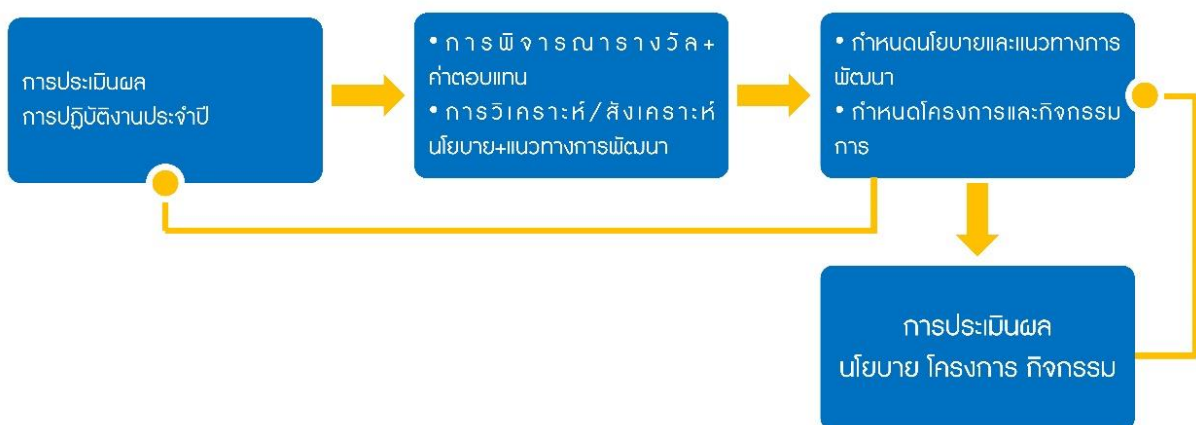 การประเมินผล
การปฏิบัติงานประจำปี
• การพิจารณารางวัล+
ค่าตอบแทน
• การวิเคราะห์/สังเคราะห์
นโยบาย+แนวทางการพัฒนา
• กำหนดนโยบายและแนวทางการ
พัฒนา
• กำหนดโครงการและกิจกรรม
การ
การประเมินผล
นโยบาย โครงการ กิจกรรม